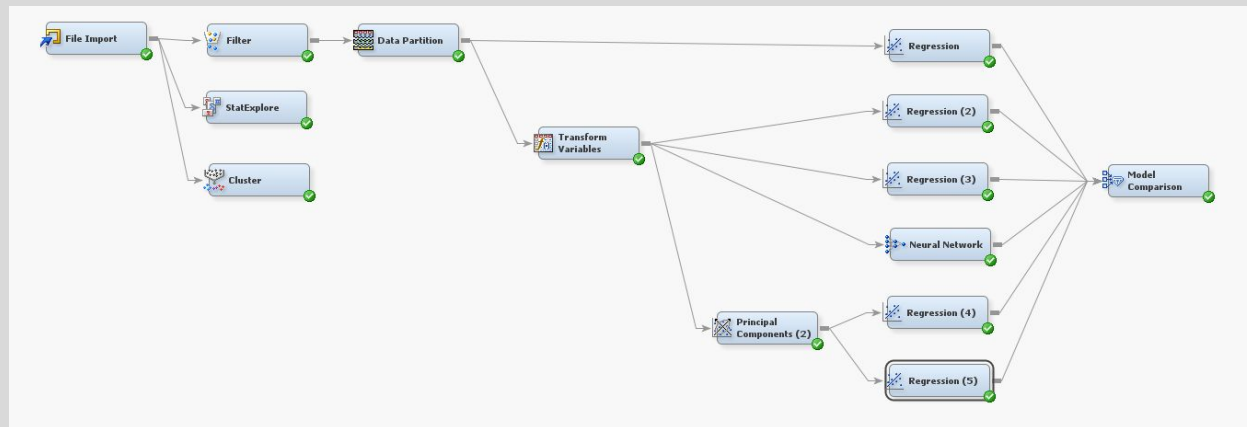 File Import
Filter
Data Partition
Regression
StatExplore
Regression (2)
Transform
Variables
Cluster
Regression (3)
Model
Comparison
Neural Network
Principal
Components (2)
Regression (4)
Regression (5)